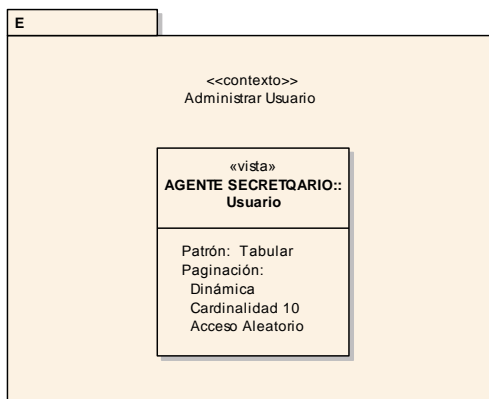 E
<<contexto>>
Administrar Usuario
«vista»
AGENTE SECRETQARIO::
Usuario
Patrón: Tabular
Paginación:
Dinámica
Cardinalidad 10
Acceso Aleatorio